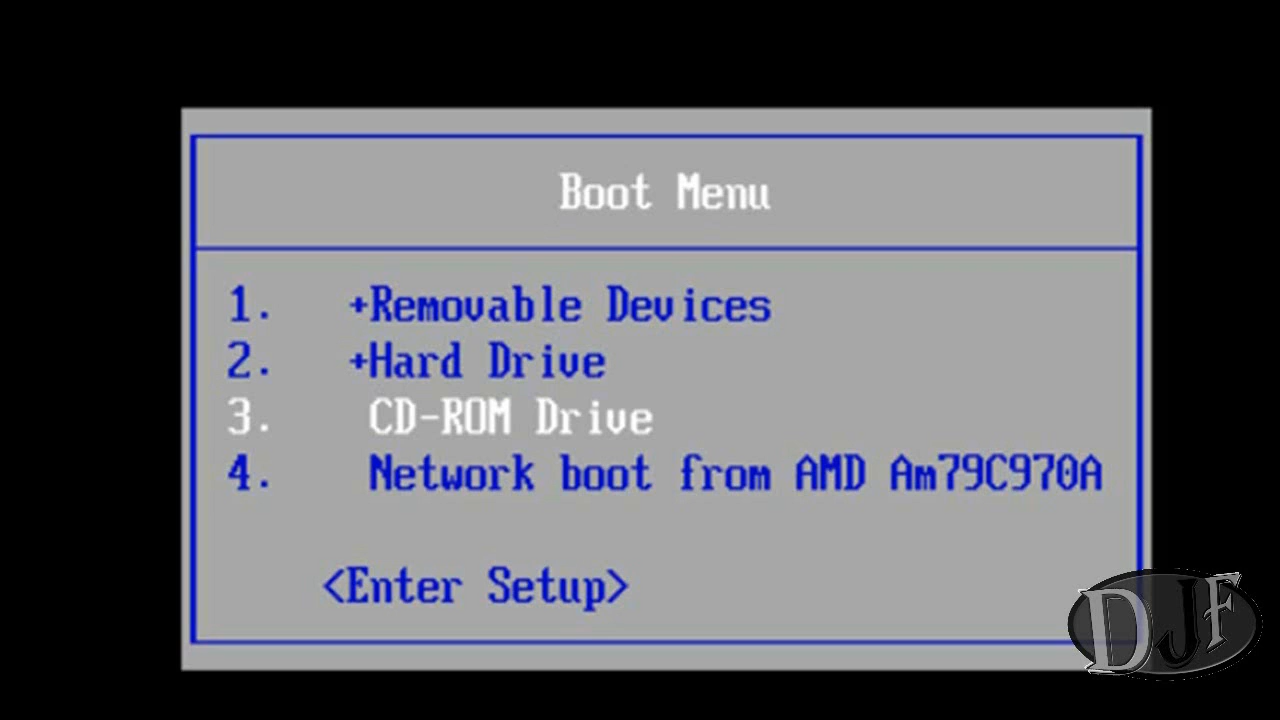 Boot Menu
1. +Removable Devices
2. +Hard Drive
3. CD-ROM Drive
4. Network boot from AMD Am79C970A
<Enter Setup>
DJF